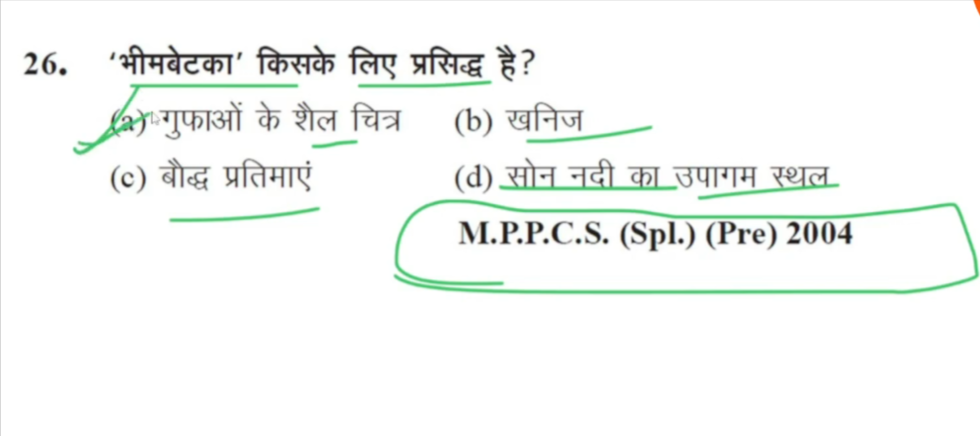 26. ‘भीमबेटका’ किसके लिए प्रसिद्ध है?
(a) गुफाओं के शैल चित्र (b) खनिज
(c) बौद्ध प्रतिमाएं (d) सोन नदी का उपागम स्थल
M.P.P.C.S. (Spl.) (Pre) 2004